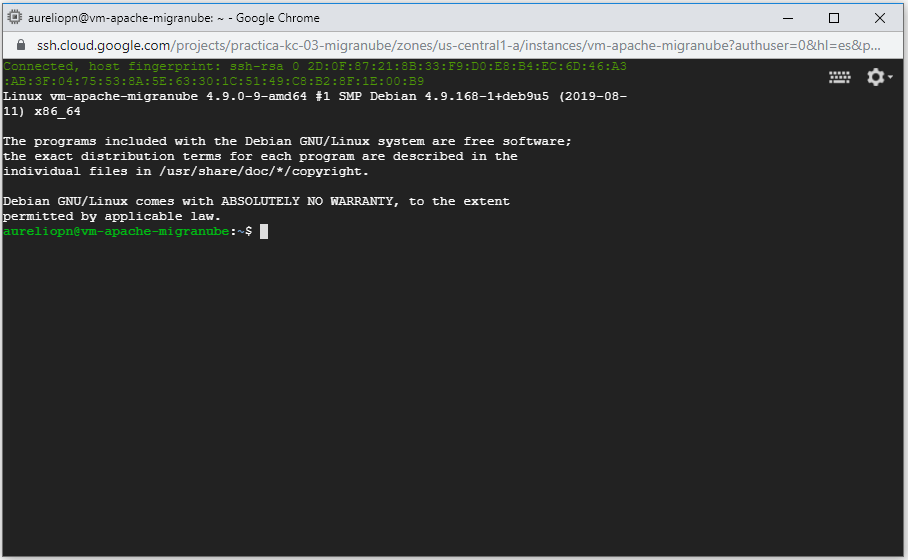 aureliopn@vm-apache-migranube: ~ - Google Chrome
ssh.cloud.google.com/projects/practica-kc-03-migranube/zones/us-central1-a/instances/vm-apache-migranube?authuser=0&hl=es&p...
Connected, host fingerprint: ssh-rsa 0 2D:0F:87:21:8B:33:F9:D0:E8:B4:EC:6D:46:A3
:AB:3F:04:75:53:8A:5E:63:30:1C:51:49:C8:B2:8F:1E:00:B9
Linux vm-apache-migranube 4.9.0-9-amd64 #1 SMP Debian 4.9.168-1+deb9u5 (2019-08-
11) x86_64
The programs included with the Debian GNU/Linux system are free software;
the exact distribution terms for each program are described in the
individual files in /usr/share/doc/*/copyright.
Debian GNU/Linux comes with ABSOLUTELY NO WARRANTY, to the extent
permitted by applicable law.
aureliopn@vm-apache-migranube:~$